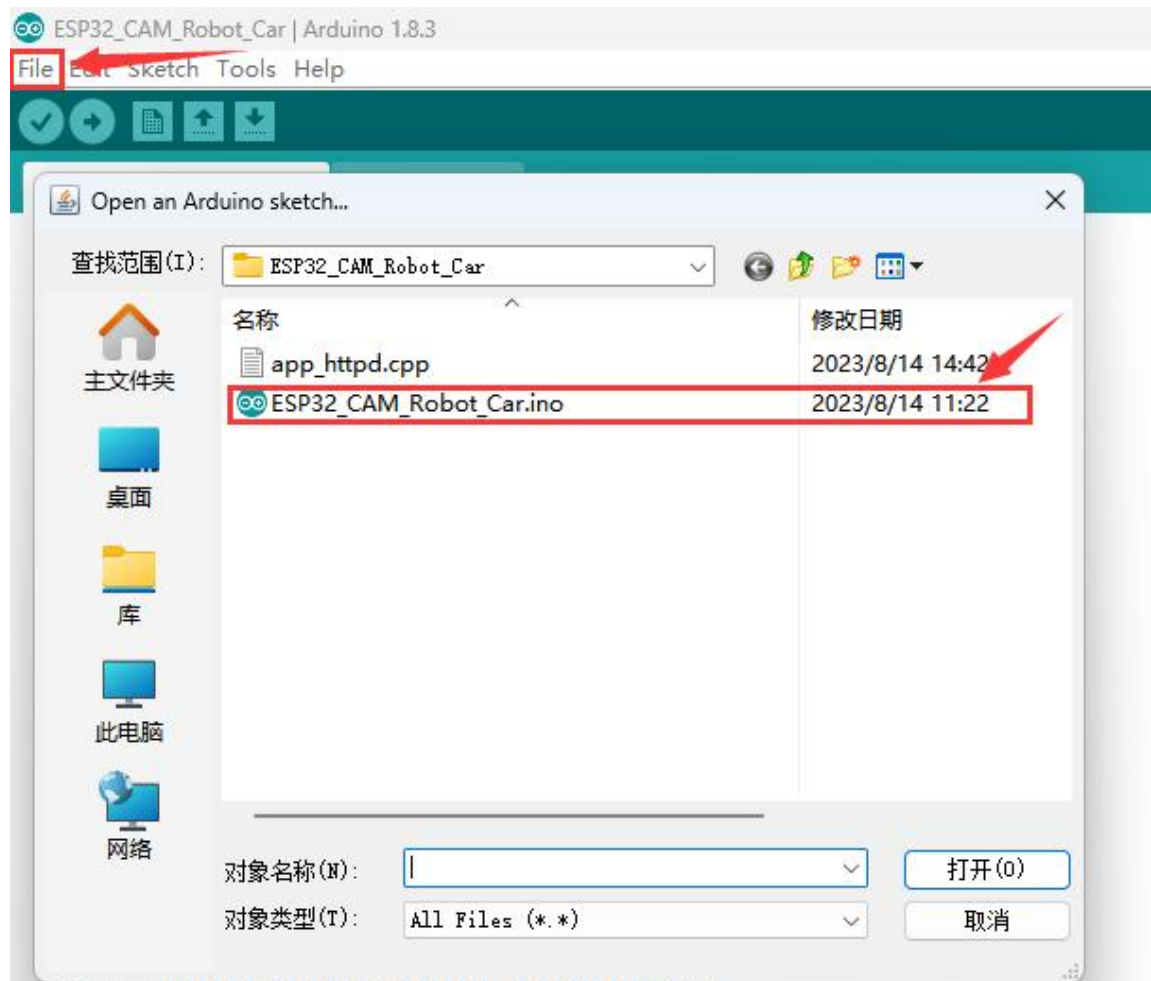 ESP32_CAM_Robot_Car | Arduino 1.8.3
File Edit Sketch Tools Help
Open an Arduino sketch...
查找范围(I): ESP32_CAM_Robot_Car
名称 修改日期
app_httpd.cpp 2023/8/14 14:42
ESP32_CAM_Robot_Car.ino 2023/8/14 11:22
主文件夹
桌面
库
此电脑
网络
对象名称(N): 打开(O)
对象类型(T): All Files (*.*) 取消